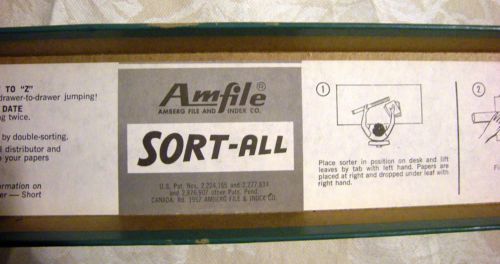 TO "Z"
drawer-to-drawer jumping!
DATE
ng twice.
by double-sorting,
l distributor and
e your papers
ormation on
er — Short
Amfile®
AMBERG FILE AND INDEX CO.
SORT-ALL
U.S. Pat. Nos. 2,224,165 and 2,277,834
and 2,876,907 other Pats. Pend.
CANADA, Rd. 1957 AMBERG FILE & INDEX CO.
1
Place sorter in position on desk and lift
leaves by tab with left hand. Papers are
placed at right and dropped under leaf with
right hand.
2
Fi